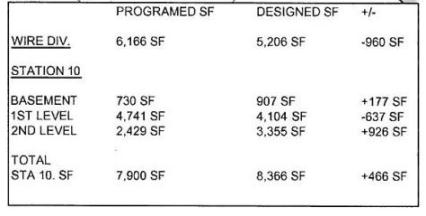 PROGRAMED SF DESIGNED SF +/-
WIRE DIV. 6,166 SF 5,206 SF -960 SF
STATION 10
BASEMENT 730 SF 907 SF +177 SF
1ST LEVEL 4,741 SF 4,104 SF -637 SF
2ND LEVEL 2,429 SF 3,355 SF +926 SF
TOTAL
STA 10. SF 7,900 SF 8,366 SF +466 SF